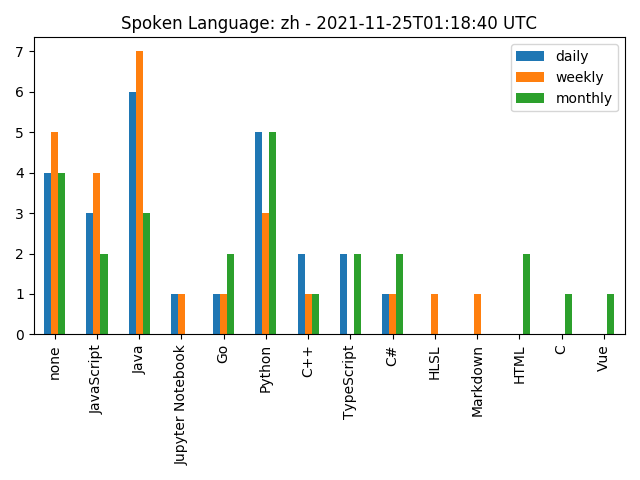 Spoken Language: zh - 2021-11-25T01:18:40 UTC
daily
weekly
monthly
7
6
5
4
3
2
1
0
none
JavaScript
Java
Jupyter Notebook
Go
Python
C++
TypeScript
C#
HLSL
Markdown
HTML
C
Vue